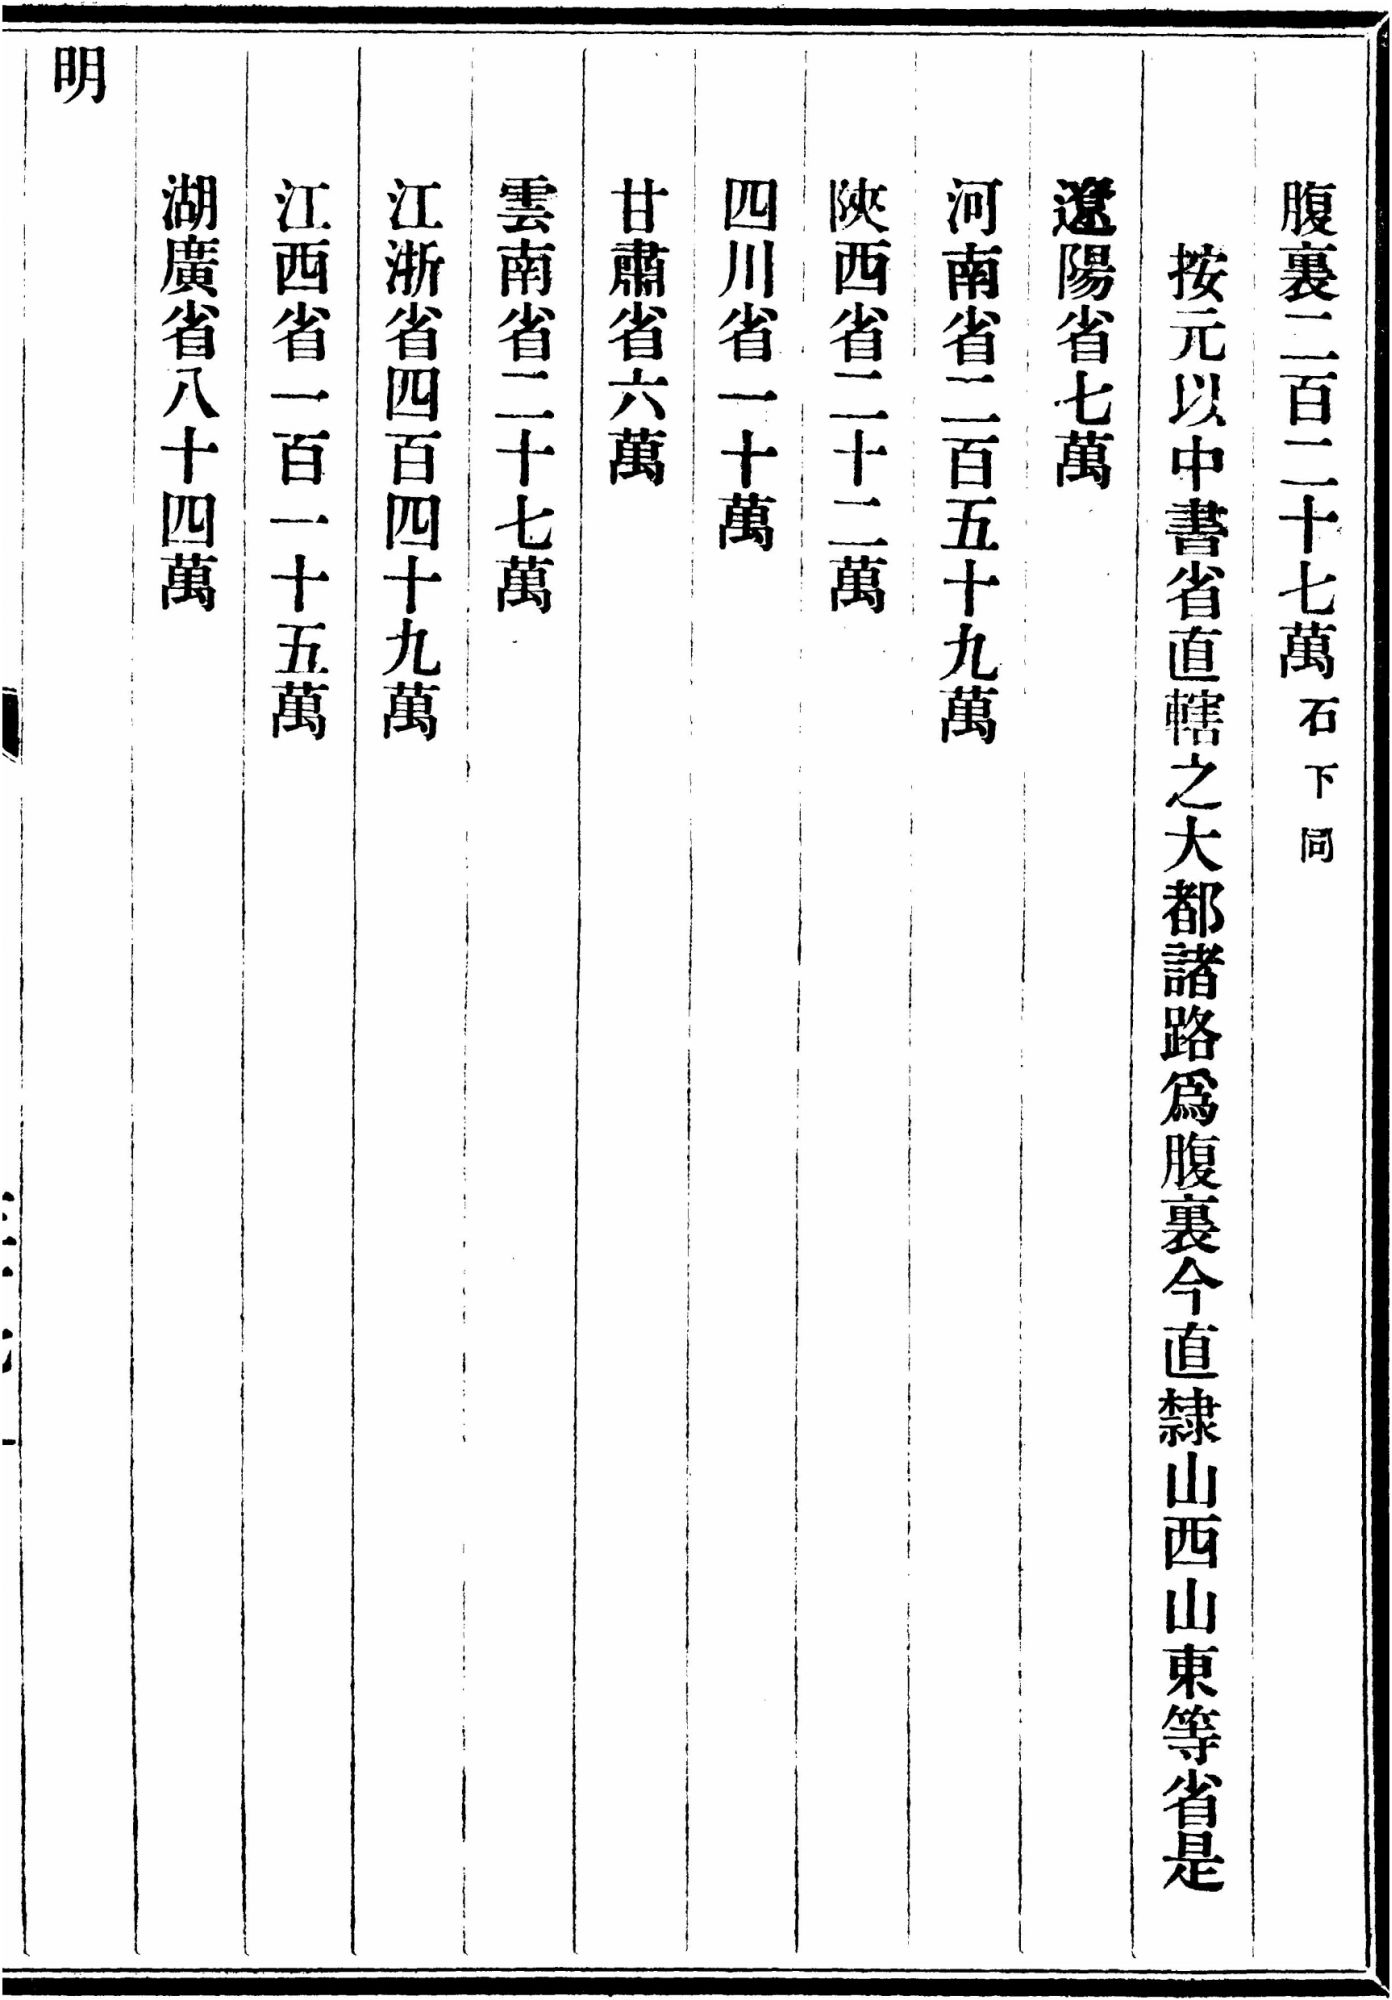 腹裏二百二十七萬石下同
按元以中書省直轄之大都諸路爲腹裏今直隸山西山東等省是
遼陽省七萬
河南省二百五十九萬
陝西省二十二萬
四川省一十萬
甘肅省六萬
雲南省二十七萬
江浙省四百四十九萬
江西省一百一十五萬
湖廣省八十四萬
明